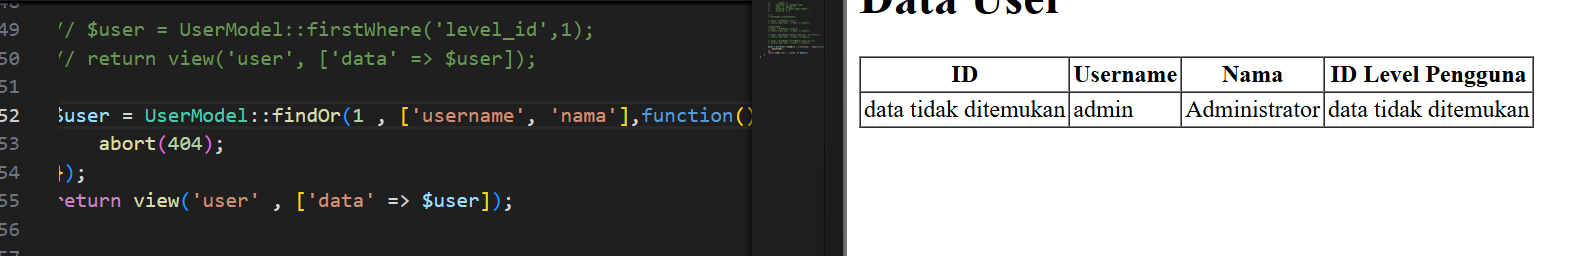 49 // $user = UserModel::firstWhere('level_id',1);
50 // return view('user', ['data' => $user]);
51
52 $user = UserModel::findOr(1 , ['username', 'nama'],function()
53 abort(404);
54 });
55 return view('user' , ['data' => $user]);
56
57
Data User
ID Username Nama ID Level Pengguna
data tidak ditemukan admin Administrator data tidak ditemukan